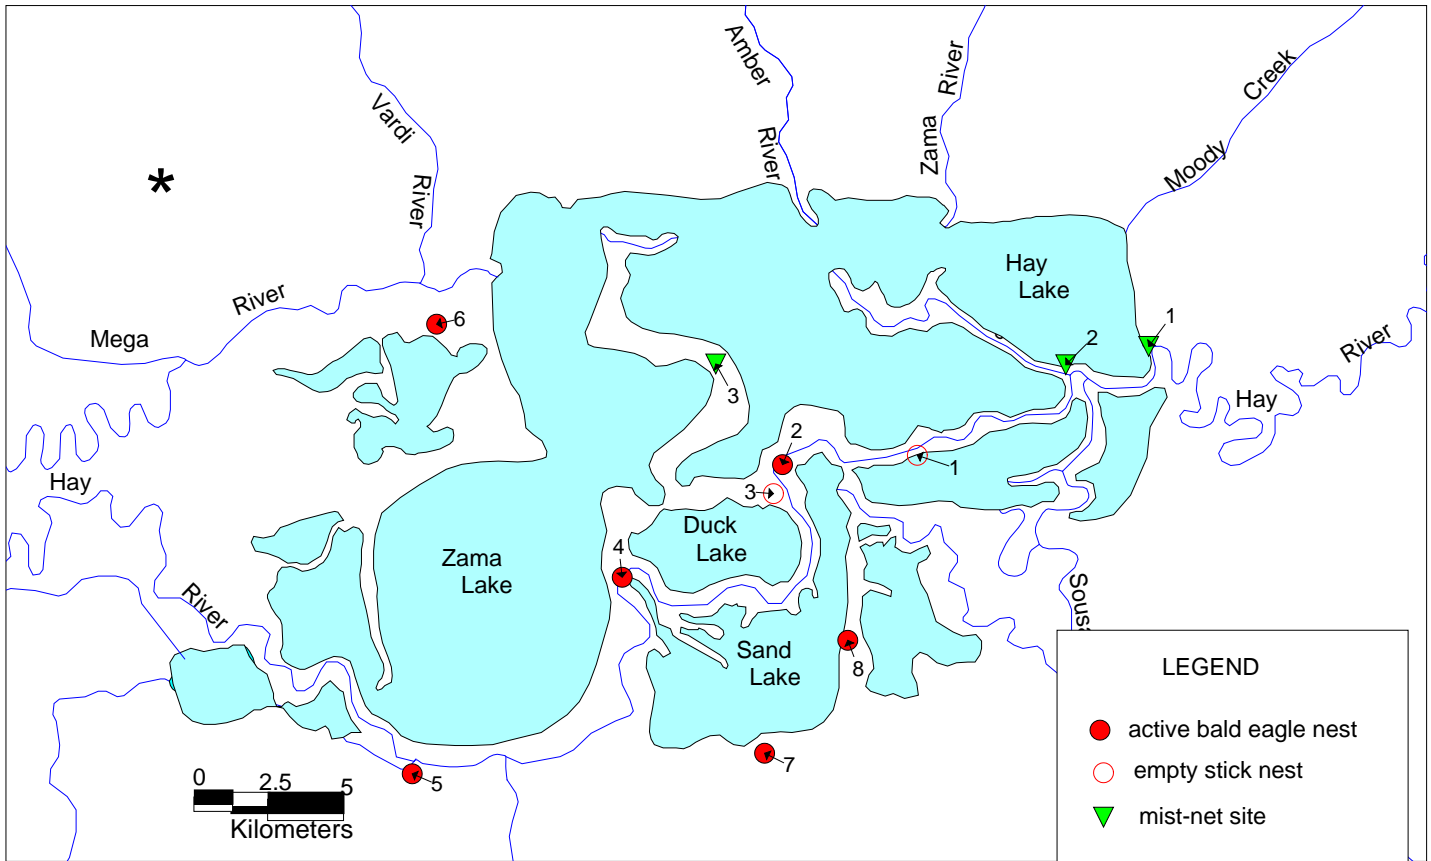 Amber
River
Zama
River
Creek
Moody
Vardi
River
*
Hay
Lake
River
Mega
6
1
2
3
River
Hay
2
1
3
Hay
Duck
Lake
4
Zama
Lake
River
Sous
Sand
Lake
8
7
5
0 2.5 5
Kilometers
LEGEND
active bald eagle nest
empty stick nest
mist-net site